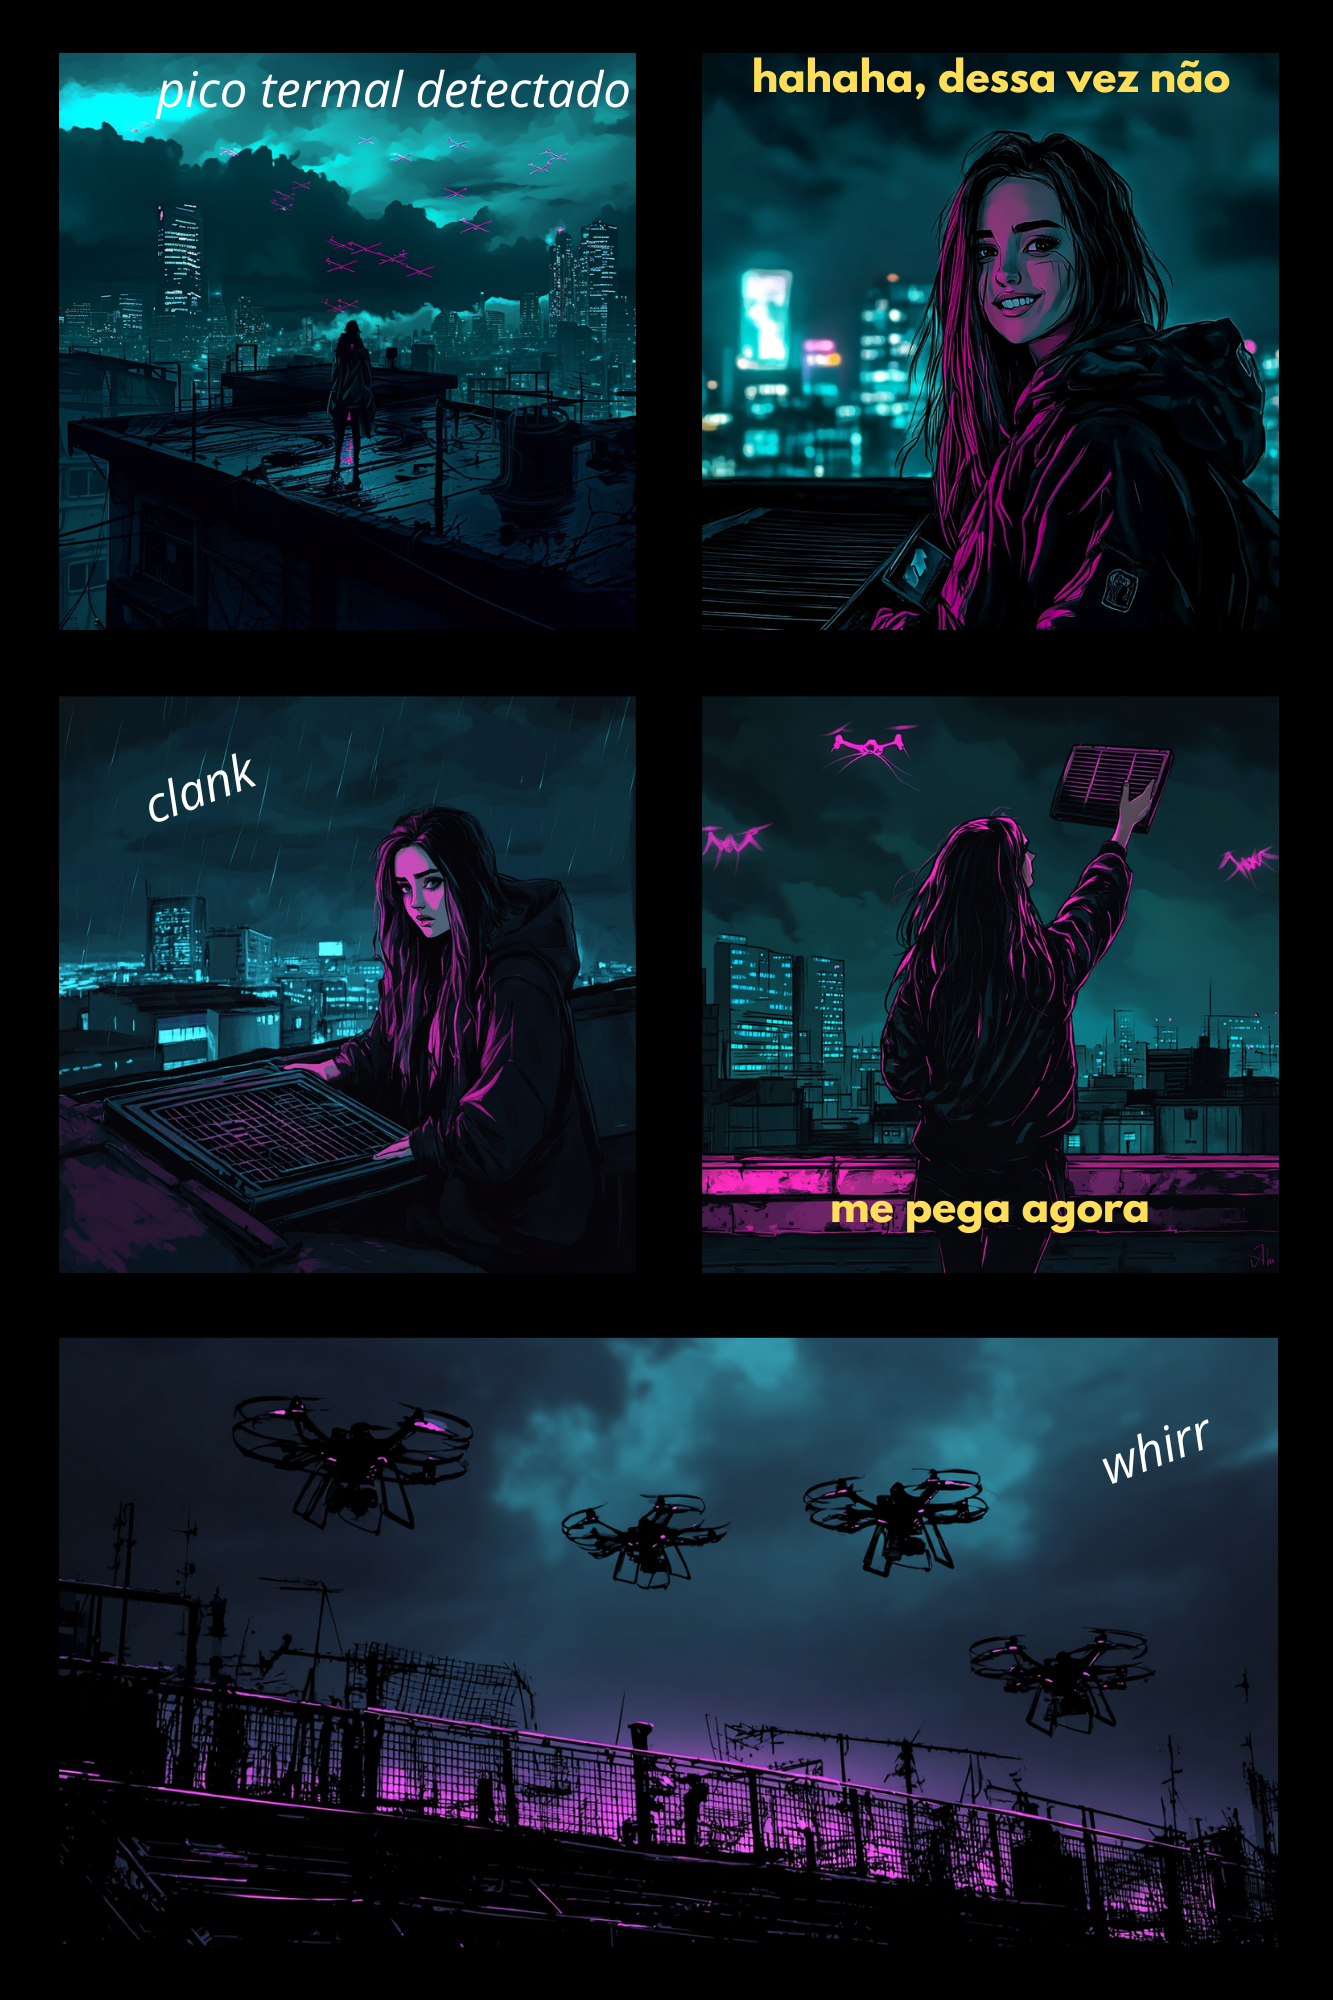 pico termal detectado
hahaha, dessa vez não
clank
me pega agora
whirr